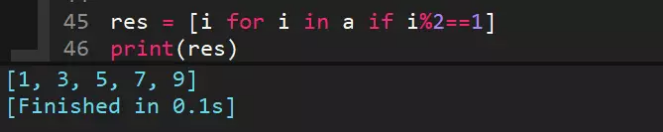 45 res = [i for i in a if i%2==1]
46 print(res)
[1, 3, 5, 7, 9]
[Finished in 0.1s]